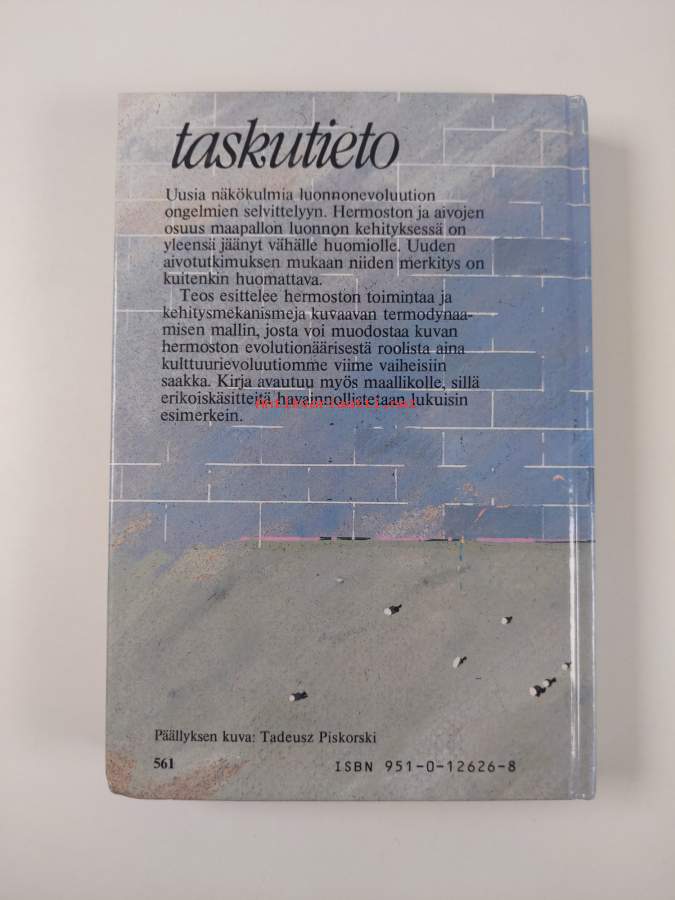 taskutieto
Uusia näkökulmia luonnonevoluution
ongelmien selvittelyyn. Hermoston ja aivojen
osuus maapallon luonnon kehityksessä on
yleensä jäänyt vähälle huomiolle. Uuden
aivotutkimuksen mukaan niiden merkitys on
kuitenkin huomattava.
Teos esittelee hermoston toimintaa ja
kehitysmekanismeja kuvaavan termodynaa-
misen mallin, josta voi muodostaa kuvan
hermoston evolutionäärisestä roolista aina
kulttuurievoluutiomme viime vaiheisiin
saakka. Kirja avautuu myös maallikolle, sillä
erikoiskäsitteitä havainnollistetaan lukuisin
esimerkein.
Päällyksen kuva: Tadeusz Piskorski
561
ISBN 951-0-12626-8